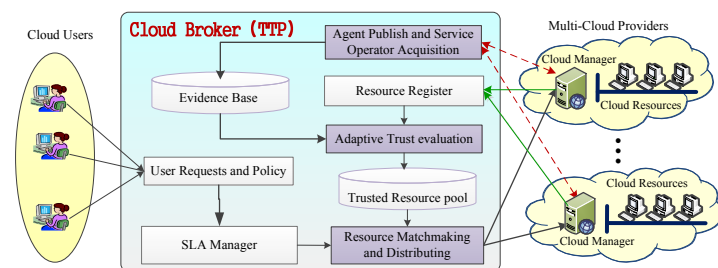 Cloud Users
Cloud Broker (TTP)
Agent Publish and Service
Operator Acquisition
Multi-Cloud Providers
Cloud Manager
Cloud Resources
Evidence Base
Resource Register
Adaptive Trust evaluation
User Requests and Policy
Trusted Resource pool
Cloud Resources
SLA Manager
Resource Matchmaking
and Distributing
Cloud Manager